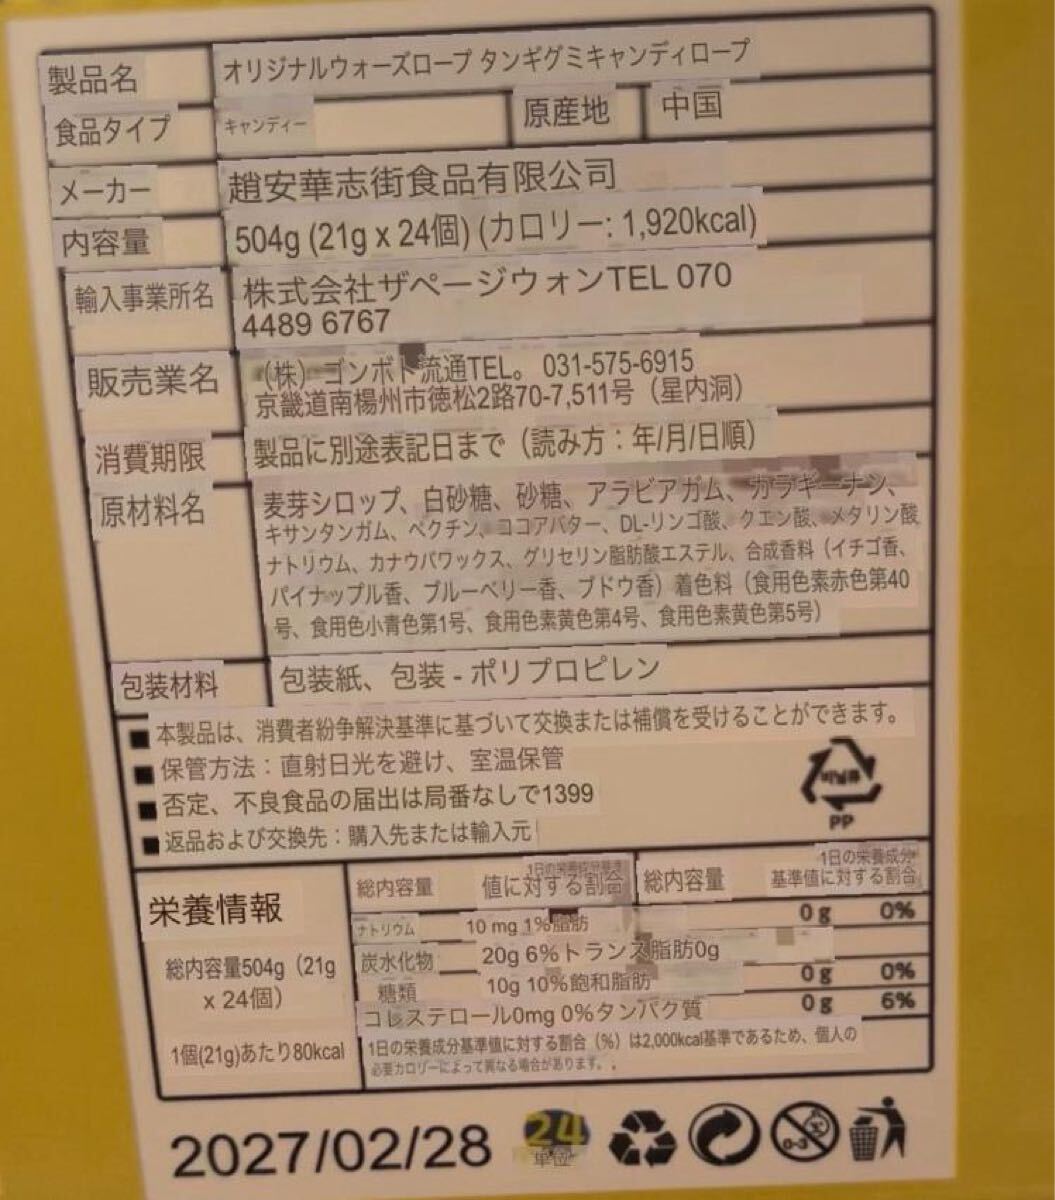 製品名 オリジナルウォーズロープ タンギグミキャンディロープ
食品タイプ キャンディー 原産地 中国
メーカー 趙安華志街食品有限公司
内容量 504g (21g x 24個) (カロリー: 1,920kcal)
輸入事業所名 株式会社ザページウォンTEL 070
4489 6767
販売業名 （株）ゴンボト流通TEL。 031-575-6915
京畿道南楊州市徳松2路70-7,511号（星内洞）
消費期限 製品に別途表記日まで（読み方：年/月/日順）
原材料名 麦芽シロップ、白砂糖、砂糖、アラビアガム、カラギーナン、
キサンタンガム、ペクチン、ココアバター、DL-リンゴ酸、クエン酸、メタリン酸
ナトリウム、カナウバワックス、グリセリン脂肪酸エステル、合成香料（イチゴ香、
パイナップル香、ブルーベリー香、ブドウ香）着色料（食用色素赤色第40
号、食用色小青色第1号、食用色素黄色第4号、食用色素黄色第5号）
包装材料 包装紙、包装 - ポリプロピレン
■ 本製品は、消費者紛争解決基準に基づいて交換または補償を受けることができます。
■ 保管方法：直射日光を避け、室温保管
■ 否定、不良食品の届出は局番なしで1399
■ 返品および交換先：購入先または輸入元
PP
栄養情報
総内容量504g（21g
x 24個）
1個(21g)あたり80kcal
総内容量 1日の栄養成分基準
値に対する割合 総内容量 1日の栄養成分
基準値に対する割合
ナトリウム 10 mg 1%脂肪 0 g 0%
炭水化物 20g 6%トランス脂肪0g
糖類 10g 10%飽和脂肪 0 g 0%
コレステロール0mg 0%タンパク質 0 g 6%
1日の栄養成分基準値に対する割合（%）は2,000kcal基準であるため、個人の
必要カロリーによって異なる場合があります。.
2027/02/28
24
単位
0-3